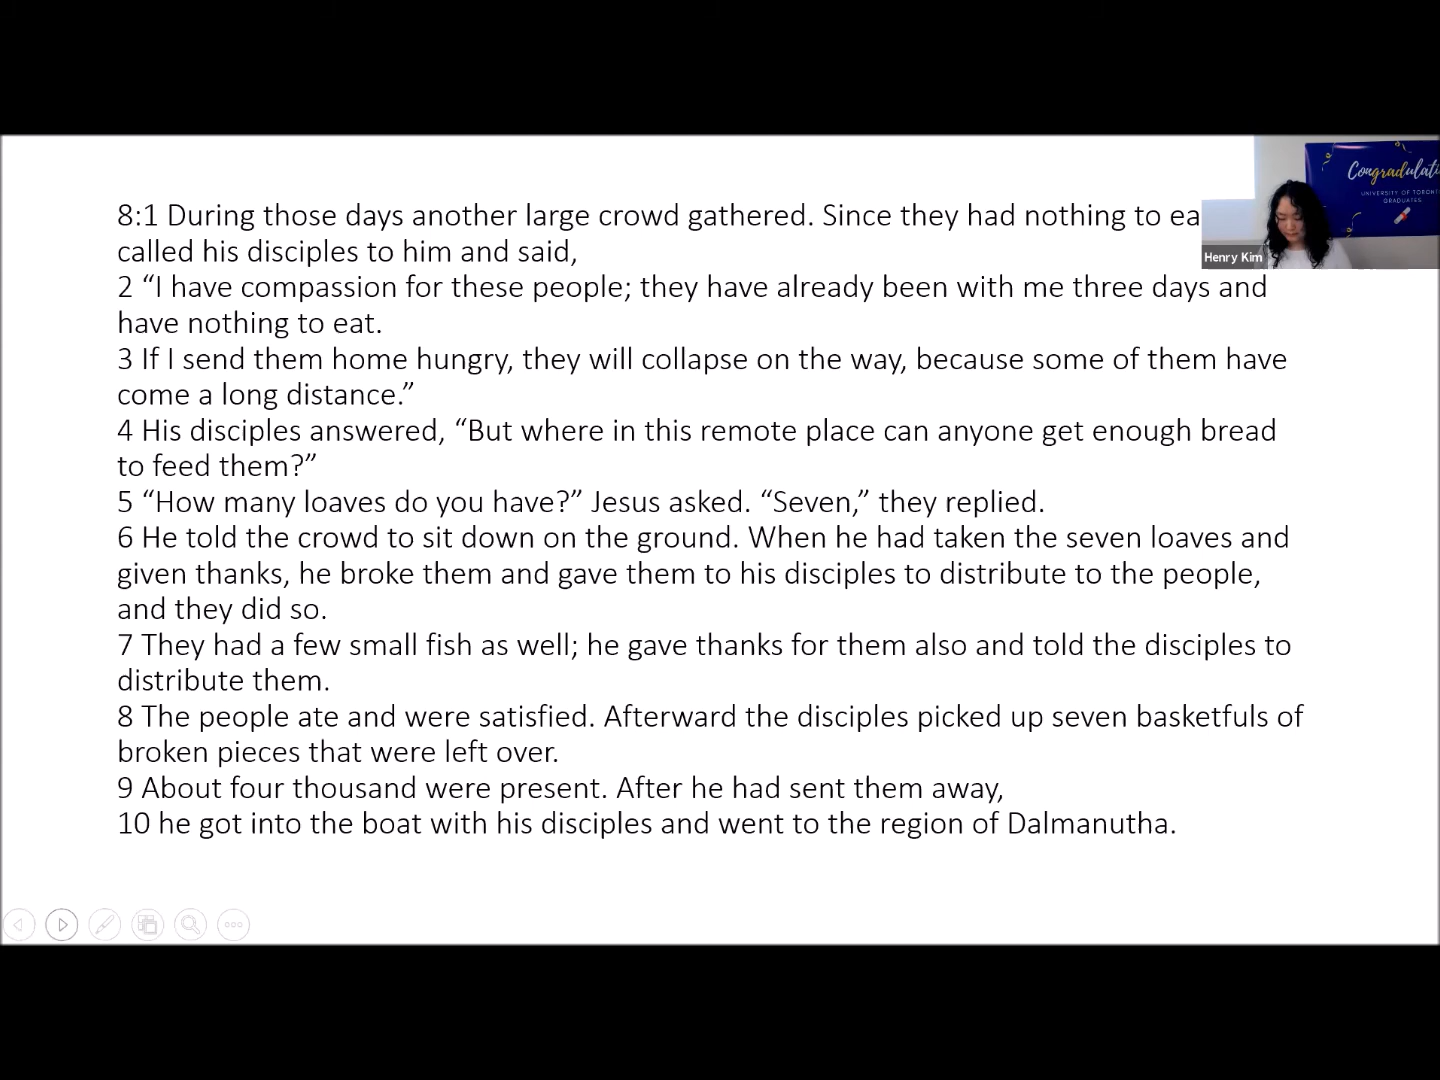 8:1 During those days another large crowd gathered. Since they had nothing to ea
called his disciples to him and said,
2 “I have compassion for these people; they have already been with me three days and
have nothing to eat.
3 If I send them home hungry, they will collapse on the way, because some of them have
come a long distance.”
4 His disciples answered, “But where in this remote place can anyone get enough bread
to feed them?”
5 “How many loaves do you have?” Jesus asked. “Seven,” they replied.
6 He told the crowd to sit down on the ground. When he had taken the seven loaves and
given thanks, he broke them and gave them to his disciples to distribute to the people,
and they did so.
7 They had a few small fish as well; he gave thanks for them also and told the disciples to
distribute them.
8 The people ate and were satisfied. Afterward the disciples picked up seven basketfuls of
broken pieces that were left over.
9 About four thousand were present. After he had sent them away,
10 he got into the boat with his disciples and went to the region of Dalmanutha.
Congradulati
UNIVERSITY OF TORONT
GRADUATES
Henry Kim